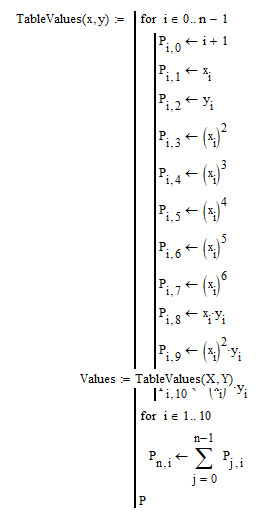 TableValues(x,y) := for i ∈ 0..n − 1
P_{i,0} ← i + 1
P_{i,1} ← x_i
P_{i,2} ← y_i
P_{i,3} ← (x_i)^2
P_{i,4} ← (x_i)^3
P_{i,5} ← (x_i)^4
P_{i,6} ← (x_i)^5
P_{i,7} ← (x_i)^6
P_{i,8} ← x_i·y_i
P_{i,9} ← (x_i)^2·y_i
Values := TableValues(X,Y)
i,10 ·y_i
for i ∈ 1..10
P_{n,i} ← ∑_{j = 0}^{n−1} P_{j,i}
P